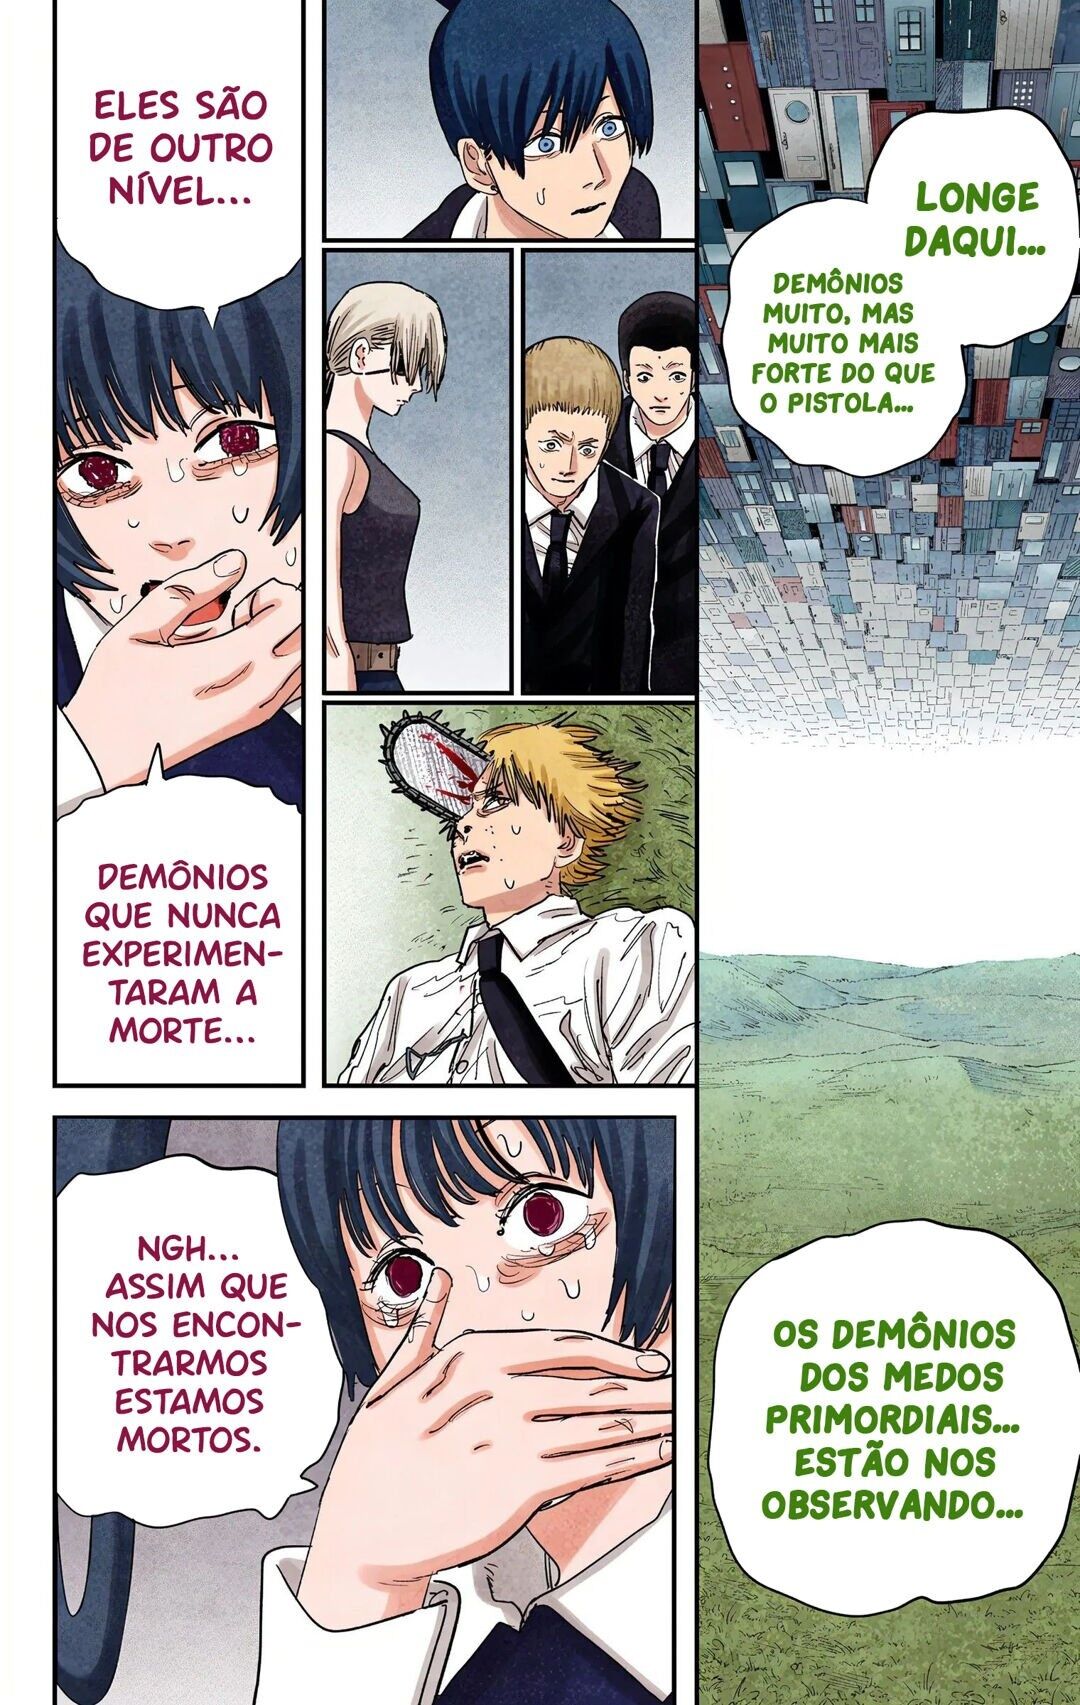 LONGE
DAQUI...
DEMÔNIOS
MUITO, MAS
MUITO MAIS
FORTE DO QUE
O PISTOLA...
OS DEMÔNIOS
DOS MEDOS
PRIMORDIAIS...
ESTÃO NOS
OBSERVANDO...
ELES SÃO
DE OUTRO
NÍVEL...
DEMÔNIOS
QUE NUNCA
EXPERIMEN-
TARAM A
MORTE...
NGH...
ASSIM QUE
NOS ENCON-
TRARMOS
ESTAMOS
MORTOS.